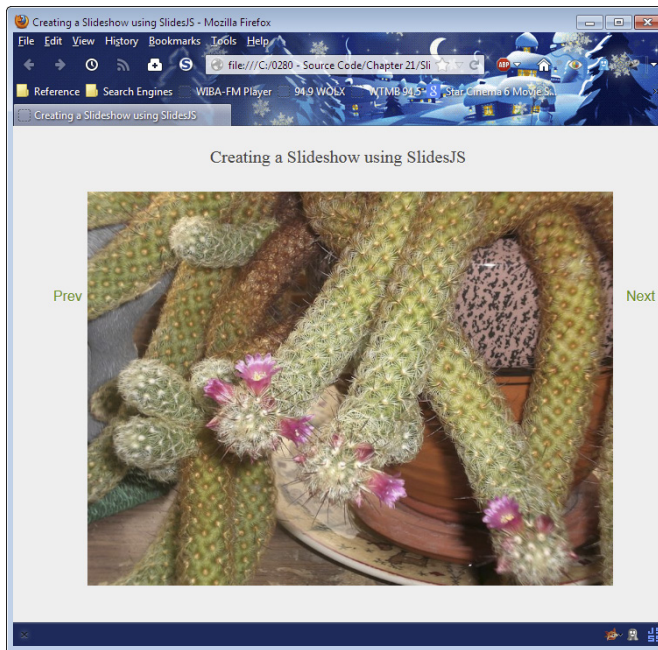 Creating a Slideshow using SlidesJS - Mozilla Firefox
File Edit View History Bookmarks Tools Help
file:///C:/0280 - Source Code/Chapter 21/Sli
ABP
Reference Search Engines WIBA-FM Player 94.9 WOLX WTMB 94.5 Star Cinema 6 Movie S...
Creating a Slideshow using SlidesJS
Creating a Slideshow using SlidesJS
Prev
Next